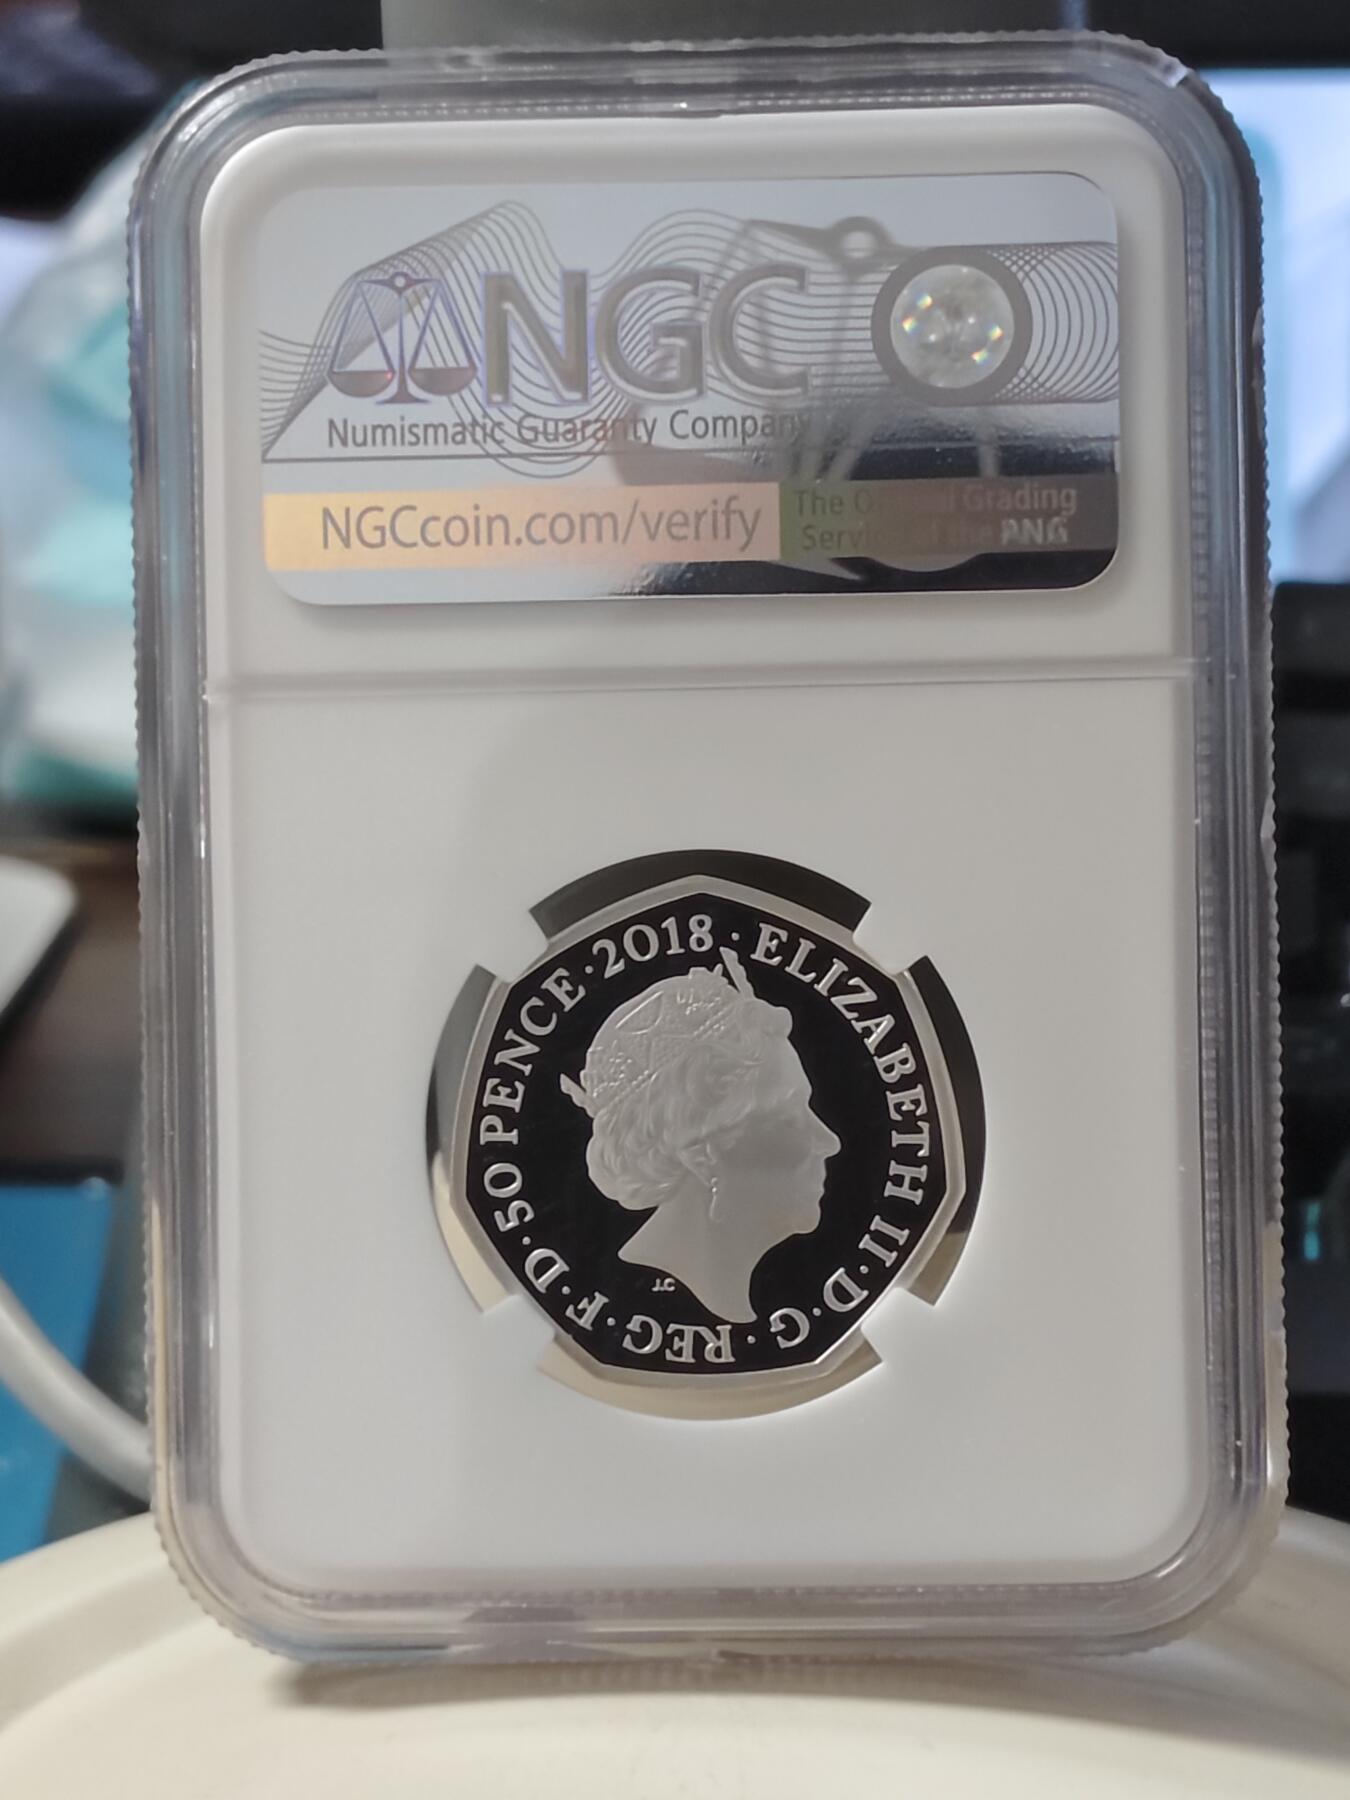 NGC
Numismatic Guaranty Company
NGCcoin.com/verify
The Official Grading
Service of the PNG
ELIZABETH II · D · G · REG · F · D · 50 PENCE · 2018 ·
JC